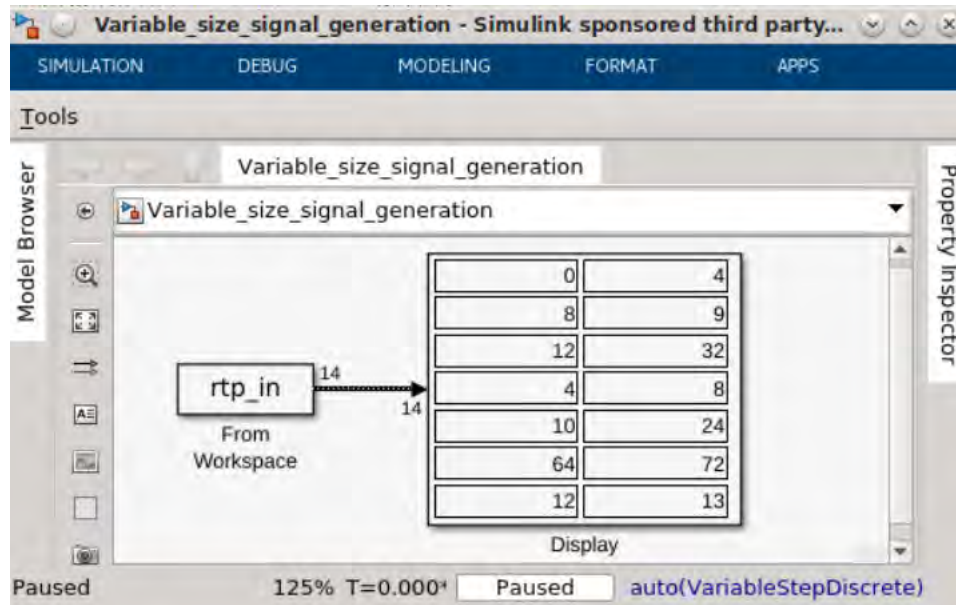 Variable_size_signal_generation - Simulink sponsored third party...
SIMULATION DEBUG MODELING FORMAT APPS
Tools
Model Browser
Variable_size_signal_generation
Variable_size_signal_generation
Property Inspector
rtp_in
14
14
From
Workspace
0 4
8 9
12 32
4 8
10 24
64 72
12 13
Display
Paused 125% T=0.000* Paused auto(VariableStepDiscrete)